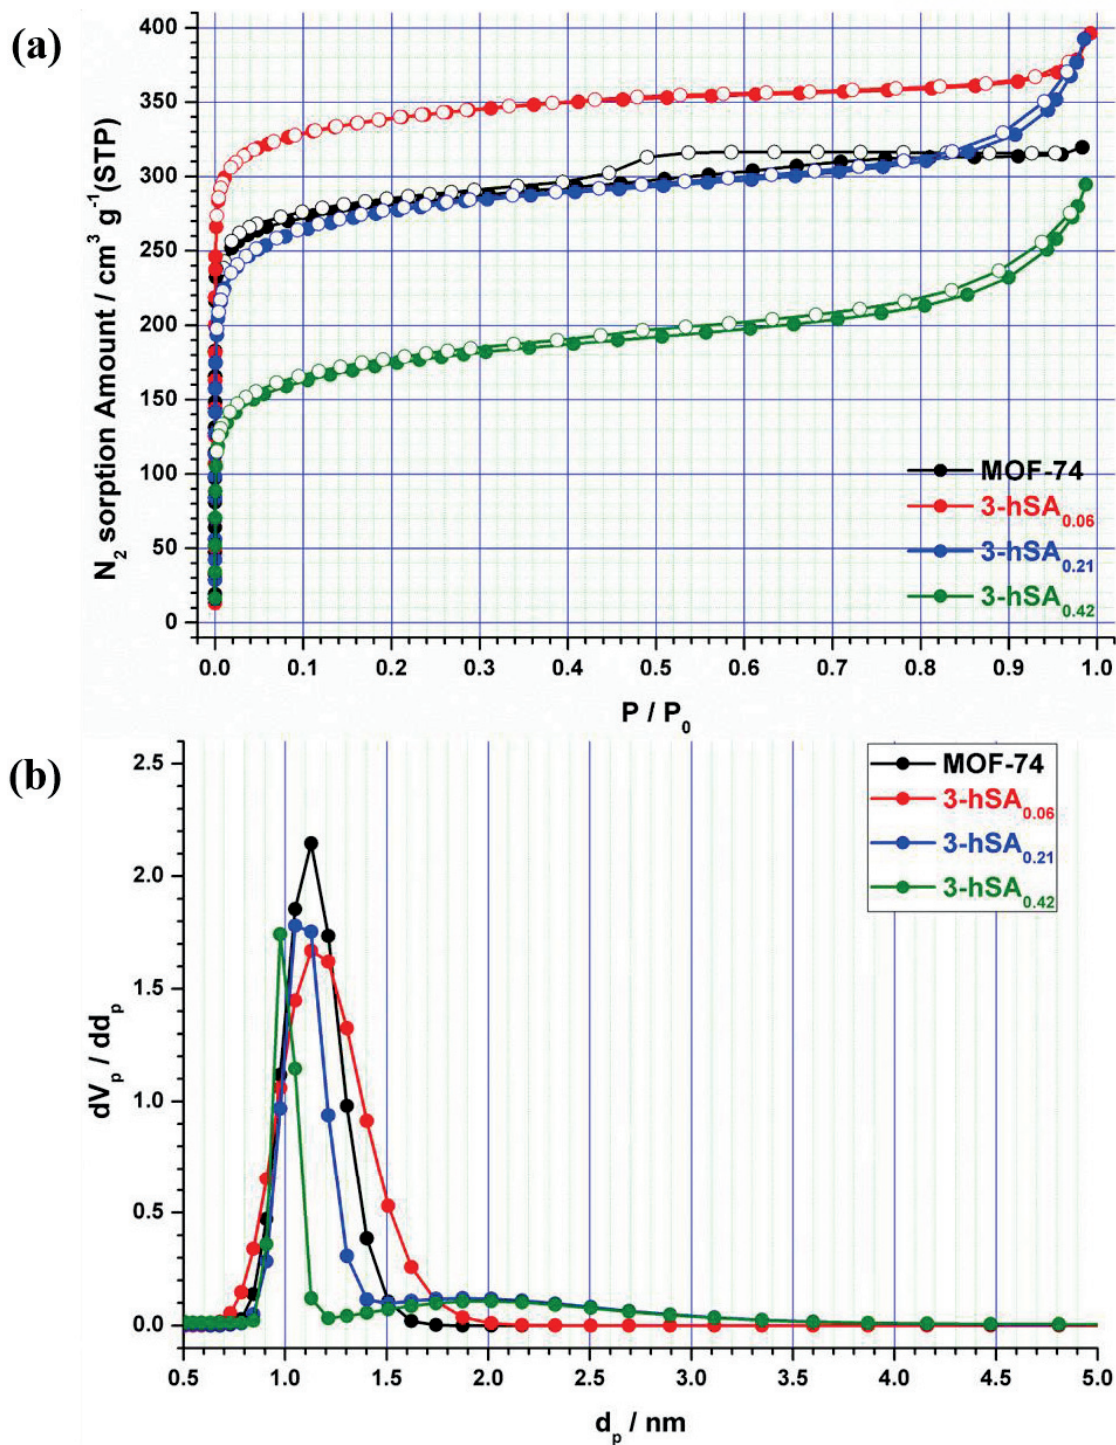 (a)
N₂ sorption Amount / cm³ g⁻¹(STP)
400
350
300
250
200
150
100
50
0
MOF-74
3-hSA₀.₀₆
3-hSA₀.₂₁
3-hSA₀.₄₂
0.0 0.1 0.2 0.3 0.4 0.5 0.6 0.7 0.8 0.9 1.0
P / P₀
(b)
dVₚ / ddₚ
2.5
2.0
1.5
1.0
0.5
0.0
MOF-74
3-hSA₀.₀₆
3-hSA₀.₂₁
3-hSA₀.₄₂
0.5 1.0 1.5 2.0 2.5 3.0 3.5 4.0 4.5 5.0
dₚ / nm